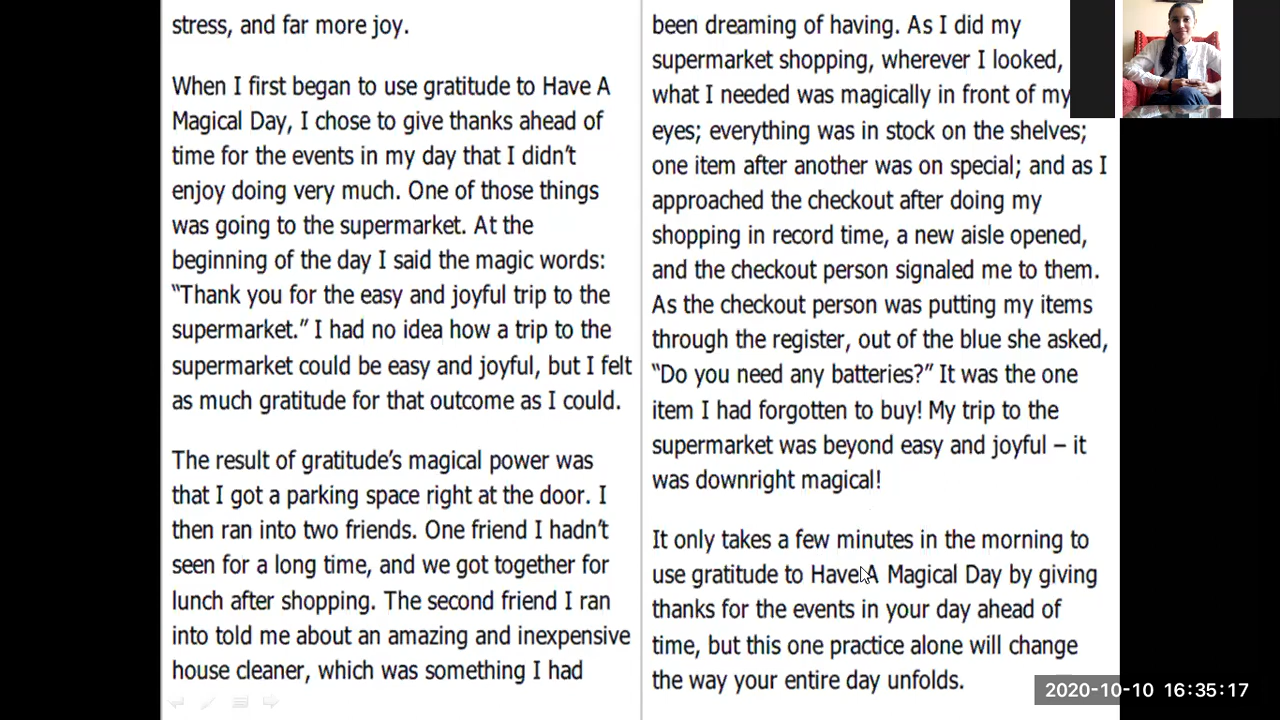 stress, and far more joy.
When I first began to use gratitude to Have A
Magical Day, I chose to give thanks ahead of
time for the events in my day that I didn't
enjoy doing very much. One of those things
was going to the supermarket. At the
beginning of the day I said the magic words:
“Thank you for the easy and joyful trip to the
supermarket.” I had no idea how a trip to the
supermarket could be easy and joyful, but I felt
as much gratitude for that outcome as I could.
The result of gratitude's magical power was
that I got a parking space right at the door. I
then ran into two friends. One friend I hadn't
seen for a long time, and we got together for
lunch after shopping. The second friend I ran
into told me about an amazing and inexpensive
house cleaner, which was something I had
been dreaming of having. As I did my
supermarket shopping, wherever I looked,
what I needed was magically in front of my
eyes; everything was in stock on the shelves;
one item after another was on special; and as I
approached the checkout after doing my
shopping in record time, a new aisle opened,
and the checkout person signaled me to them.
As the checkout person was putting my items
through the register, out of the blue she asked,
“Do you need any batteries?” It was the one
item I had forgotten to buy! My trip to the
supermarket was beyond easy and joyful – it
was downright magical!
It only takes a few minutes in the morning to
use gratitude to Have A Magical Day by giving
thanks for the events in your day ahead of
time, but this one practice alone will change
the way your entire day unfolds.
2020-10-10 16:35:17